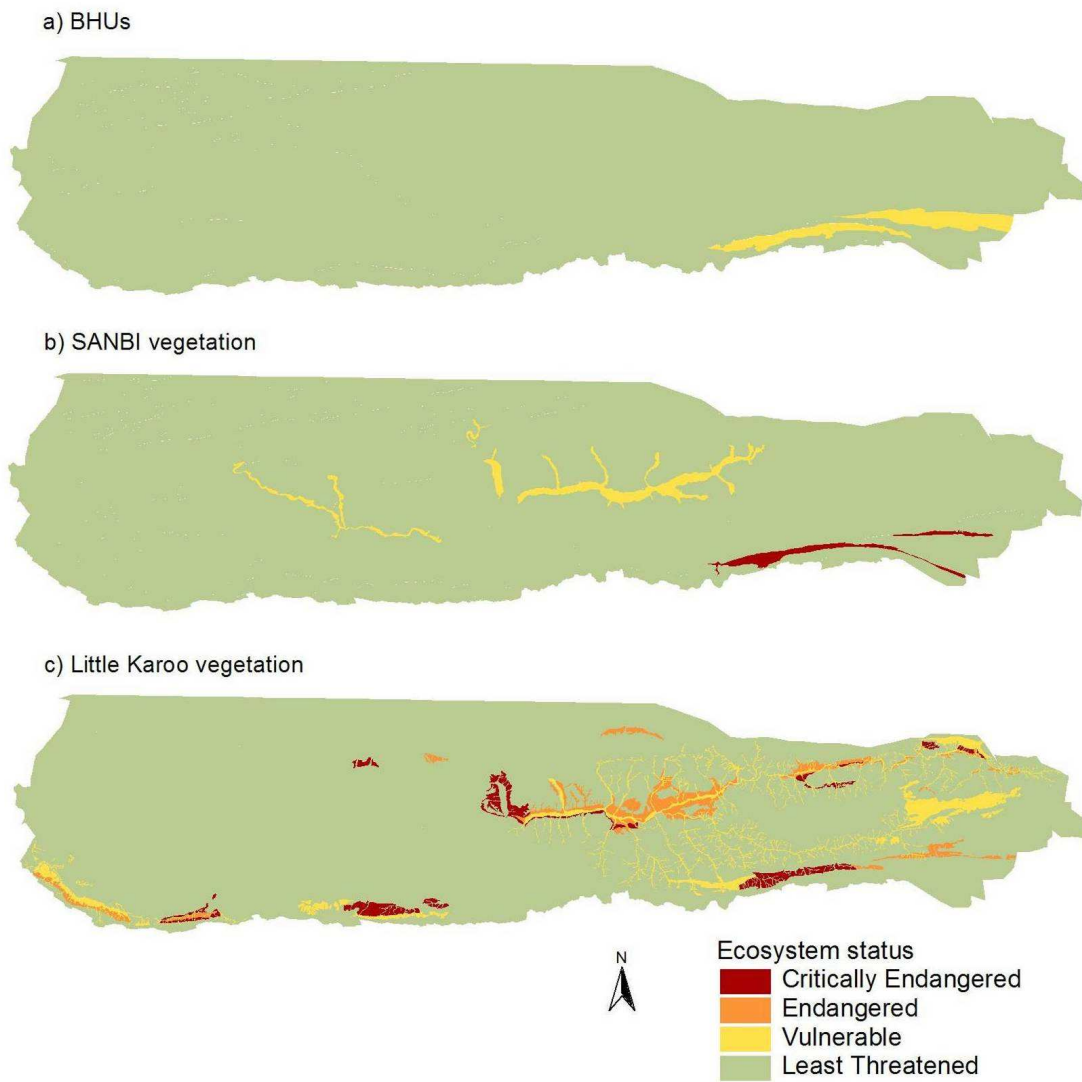 a) BHUs
b) SANBI vegetation
c) Little Karoo vegetation
N
Ecosystem status
Critically Endangered
Endangered
Vulnerable
Least Threatened